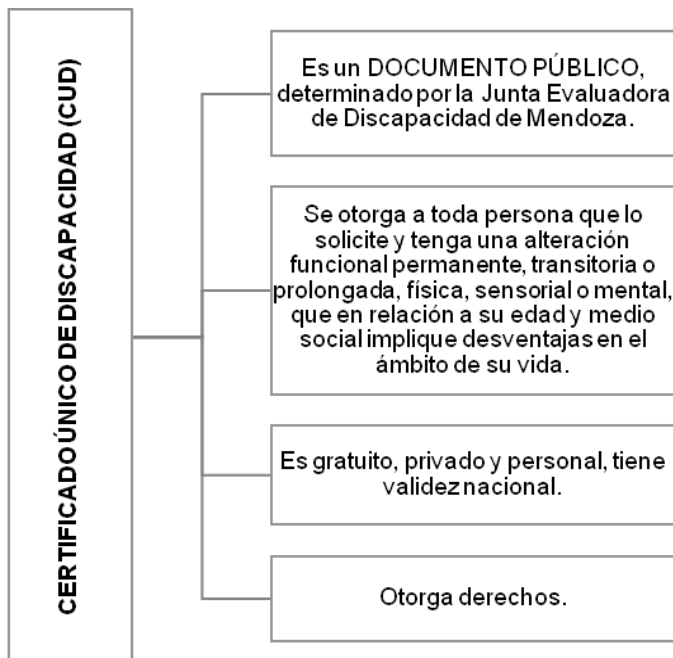 CERTIFICADO ÚNICO DE DISCAPACIDAD (CUD)
Es un DOCUMENTO PÚBLICO,
determinado por la Junta Evaluadora
de Discapacidad de Mendoza.
Se otorga a toda persona que lo
solicite y tenga una alteración
funcional permanente, transitoria o
prolongada, física, sensorial o mental,
que en relación a su edad y medio
social implique desventajas en el
ámbito de su vida.
Es gratuito, privado y personal, tiene
validez nacional.
Otorga derechos.